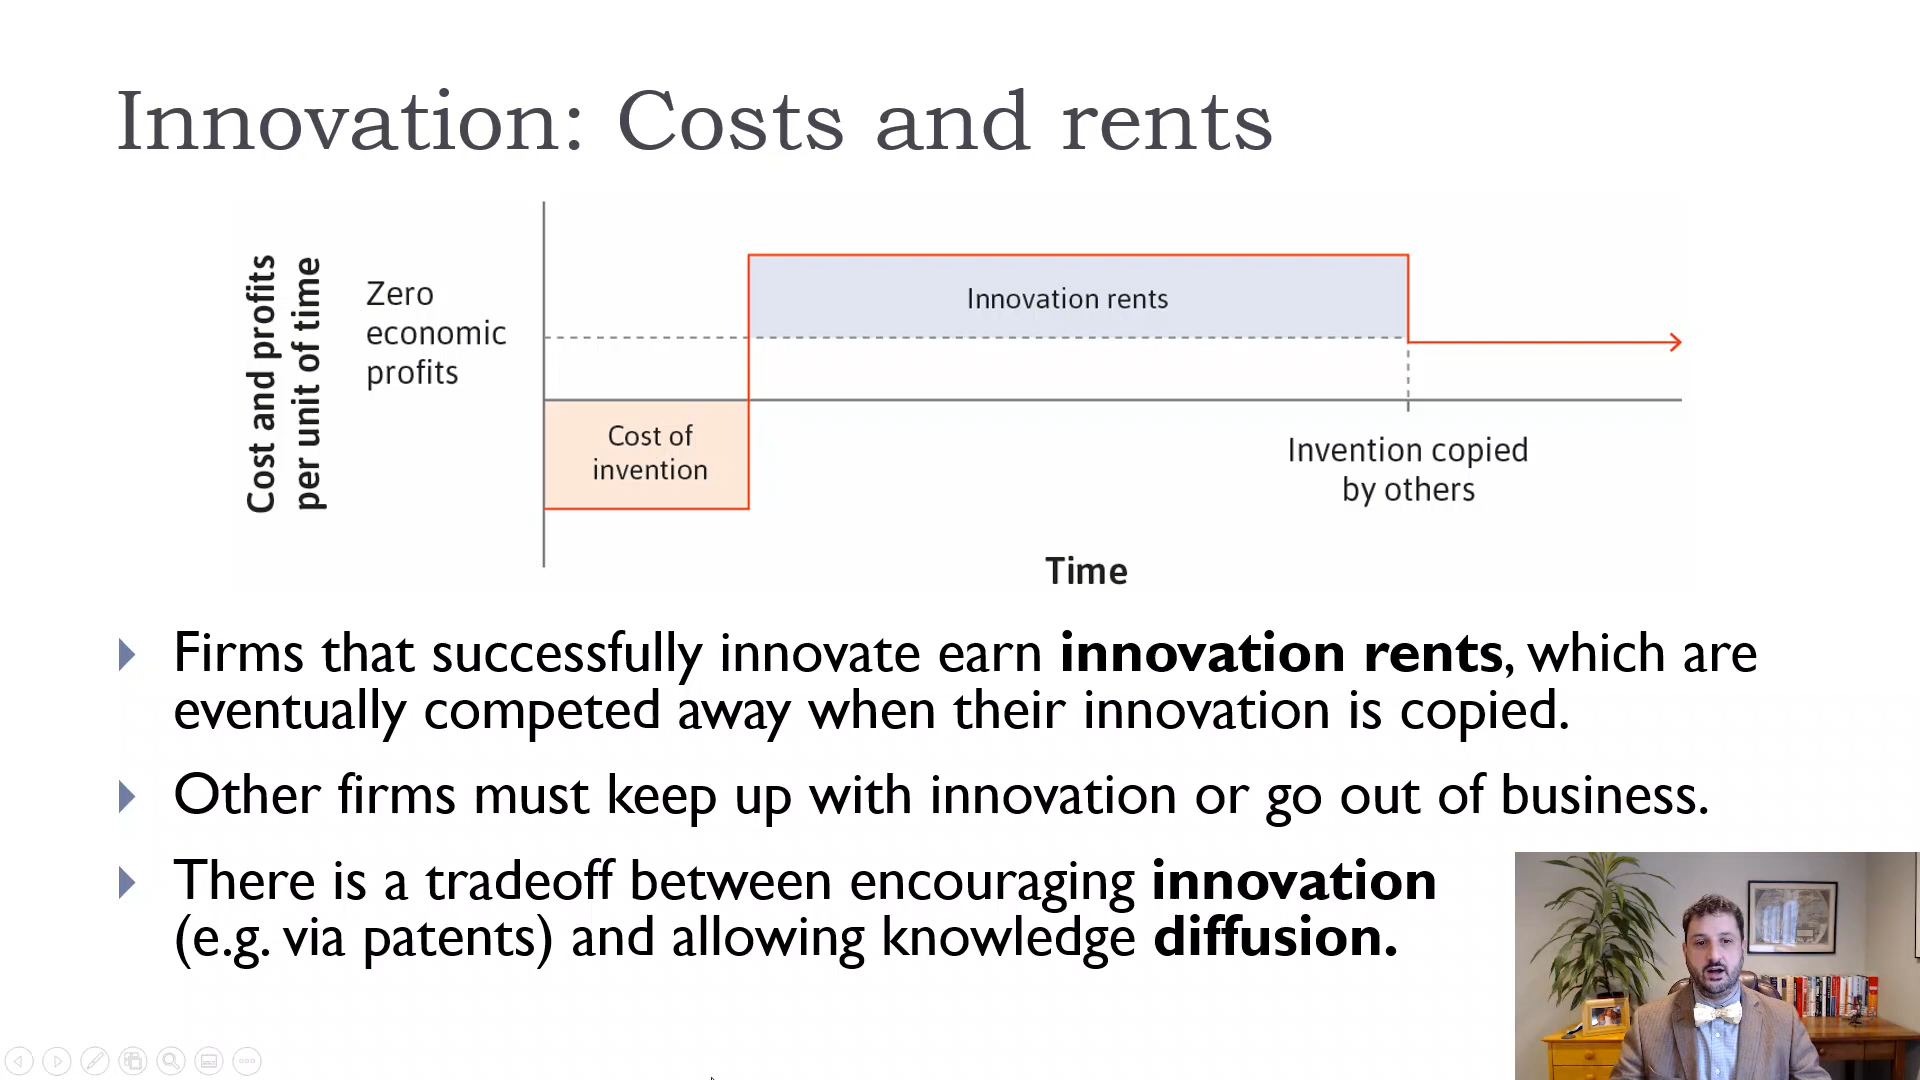 Innovation: Costs and rents
Cost and profits
per unit of time
Zero
economic
profits
Innovation rents
Cost of
invention
Invention copied
by others
Time
Firms that successfully innovate earn innovation rents, which are
eventually competed away when their innovation is copied.
Other firms must keep up with innovation or go out of business.
There is a tradeoff between encouraging innovation
(e.g. via patents) and allowing knowledge diffusion.